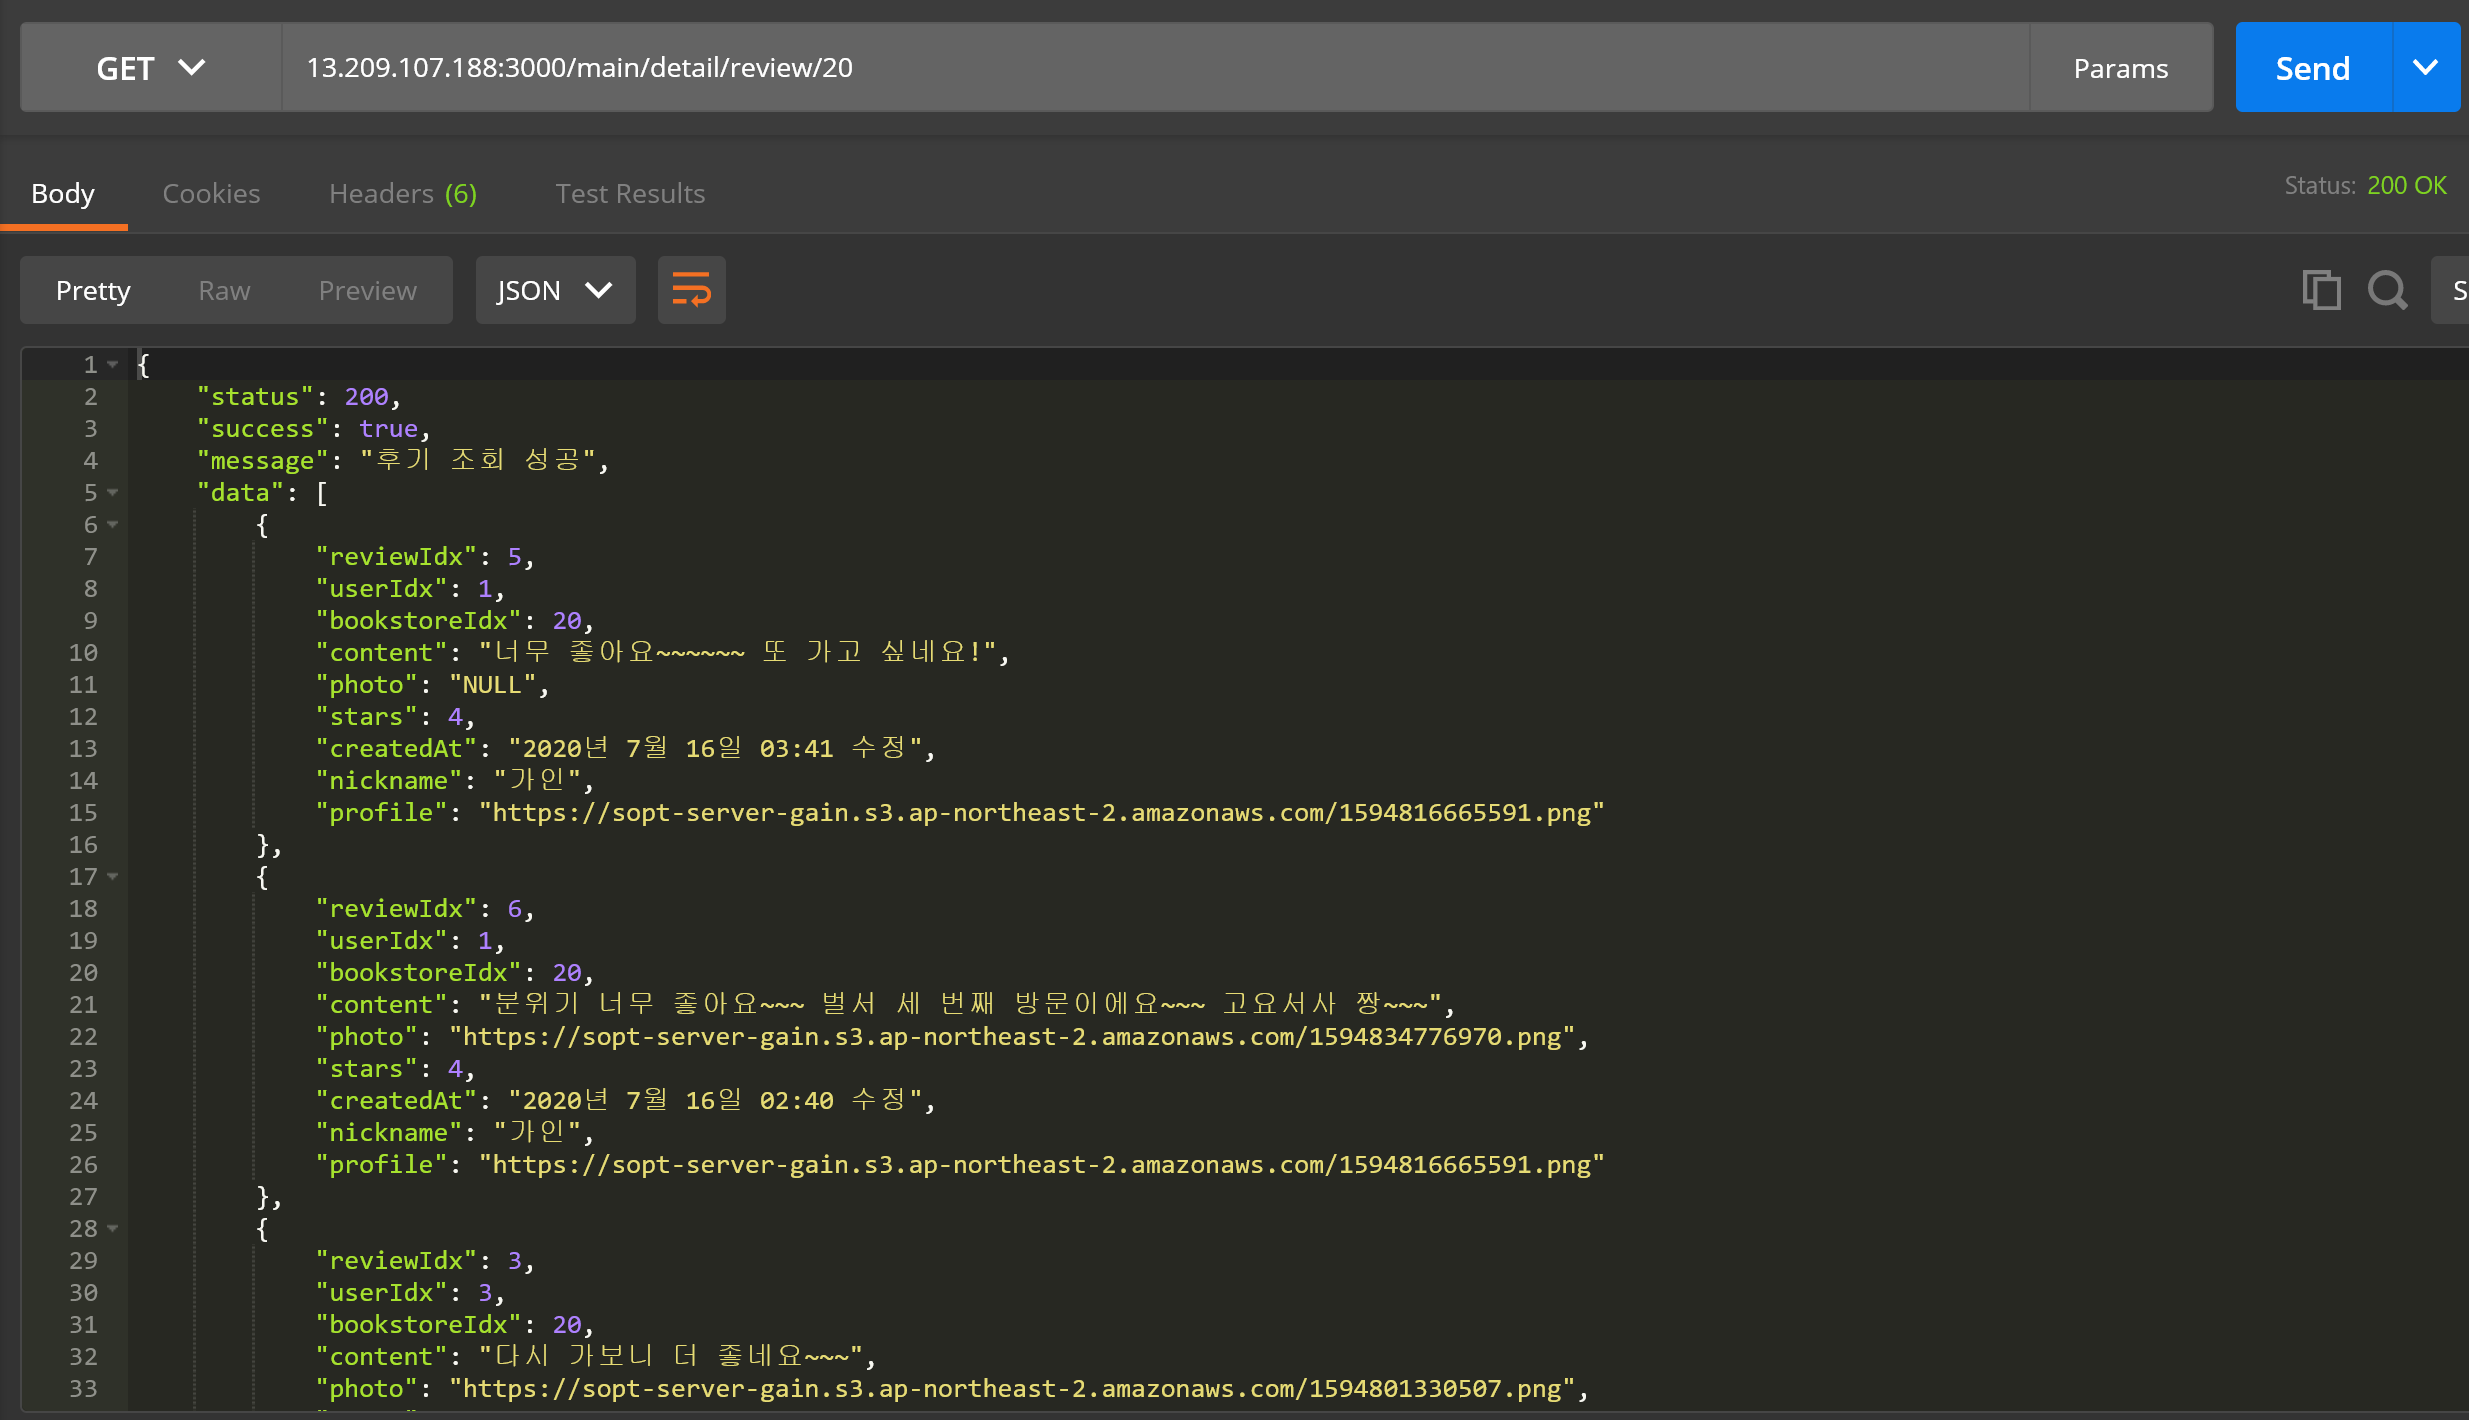 GET 13.209.107.188:3000/main/detail/review/20 Params Send
Body Cookies Headers (6) Test Results Status: 200 OK
Pretty Raw Preview JSON S
1 {
2 "status": 200,
3 "success": true,
4 "message": "후기 조회 성공",
5 "data": [
6 {
7 "reviewIdx": 5,
8 "userIdx": 1,
9 "bookstoreIdx": 20,
10 "content": "너무 좋아요~~~~~~ 또 가고 싶네요!",
11 "photo": "NULL",
12 "stars": 4,
13 "createdAt": "2020년 7월 16일 03:41 수정",
14 "nickname": "가인",
15 "profile": "https://sopt-server-gain.s3.ap-northeast-2.amazonaws.com/1594816665591.png"
16 },
17 {
18 "reviewIdx": 6,
19 "userIdx": 1,
20 "bookstoreIdx": 20,
21 "content": "분위기 너무 좋아요~~~ 벌서 세 번째 방문이에요~~~ 고요서사 짱~~~",
22 "photo": "https://sopt-server-gain.s3.ap-northeast-2.amazonaws.com/1594834776970.png",
23 "stars": 4,
24 "createdAt": "2020년 7월 16일 02:40 수정",
25 "nickname": "가인",
26 "profile": "https://sopt-server-gain.s3.ap-northeast-2.amazonaws.com/1594816665591.png"
27 },
28 {
29 "reviewIdx": 3,
30 "userIdx": 3,
31 "bookstoreIdx": 20,
32 "content": "다시 가보니 더 좋네요~~~",
33 "photo": "https://sopt-server-gain.s3.ap-northeast-2.amazonaws.com/1594801330507.png",